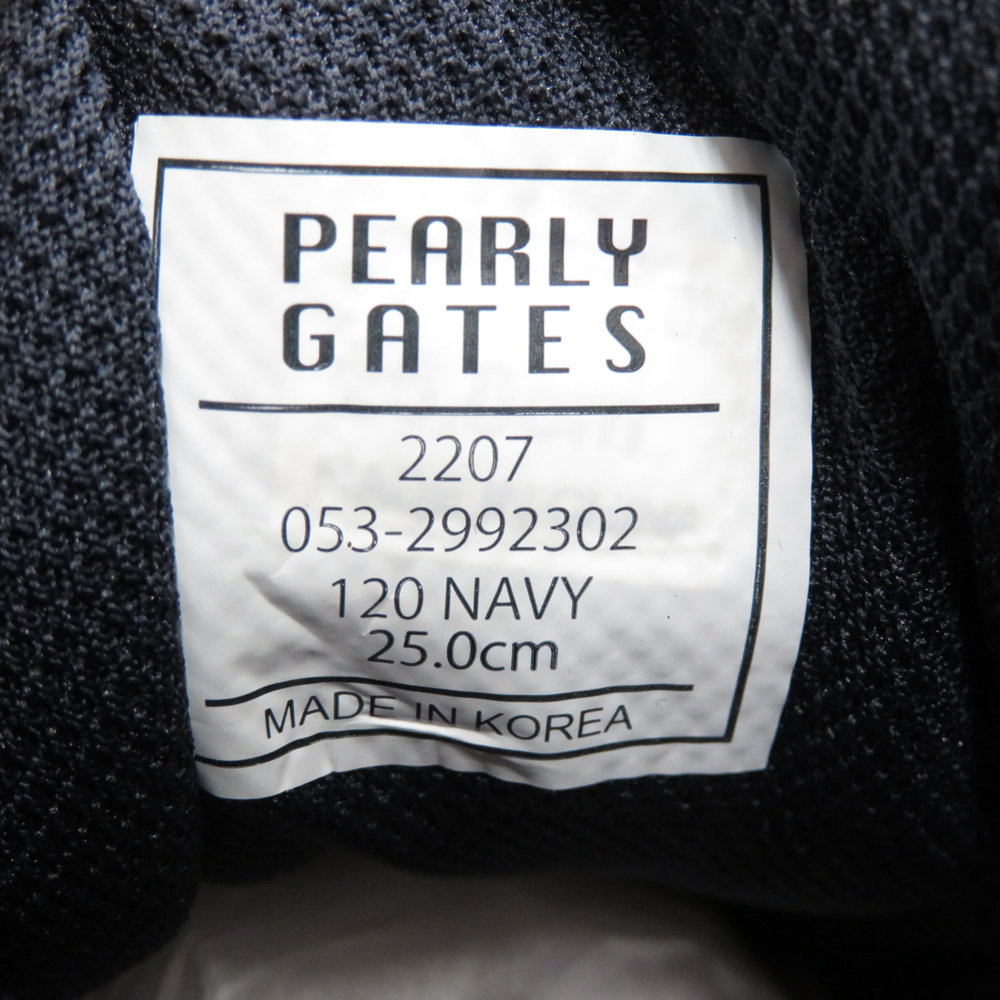 PEARLY
GATES
2207
053-2992302
120 NAVY
25.0cm
MADE IN KOREA